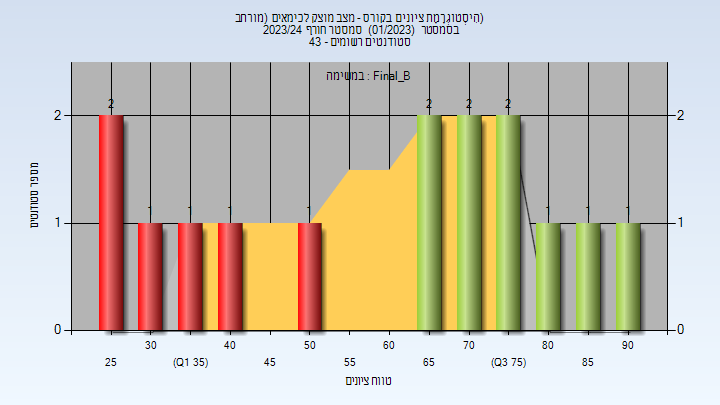 (היסטוגרמת ציונים בקורס - מצב מוצק לכימאים (מורחב
בסמסטר (01/2023) סמסטר חורף 2023/24
סטודנטים רשומים - 43
במשימה : Final_B
מספר סטודנטים
2 2 2 2 2 2
1 1 1 1 1 1 1 1 1
0 0
30 40 50 60 70 80 90
25 (Q1 35) 45 55 65 (Q3 75) 85
טווח ציונים